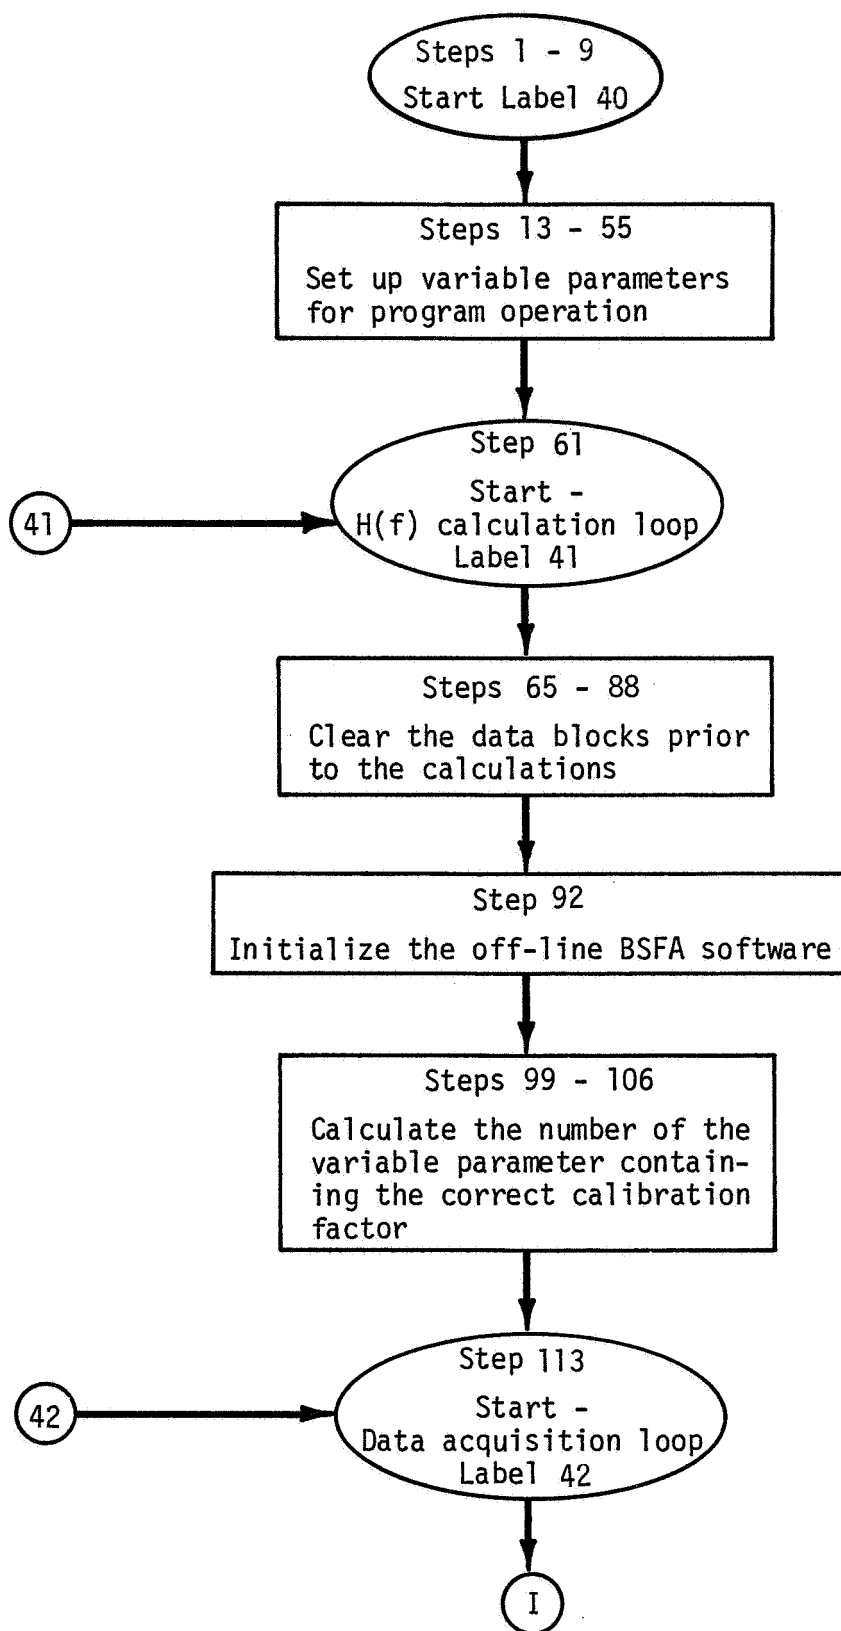 Steps 1 - 9
Start Label 40
Steps 13 - 55
Set up variable parameters
for program operation
Step 61
Start -
H(f) calculation loop
Label 41
41
Steps 65 - 88
Clear the data blocks prior
to the calculations
Step 92
Initialize the off-line BSFA software
Steps 99 - 106
Calculate the number of the
variable parameter contain-
ing the correct calibration
factor
Step 113
Start -
Data acquisition loop
Label 42
42
I